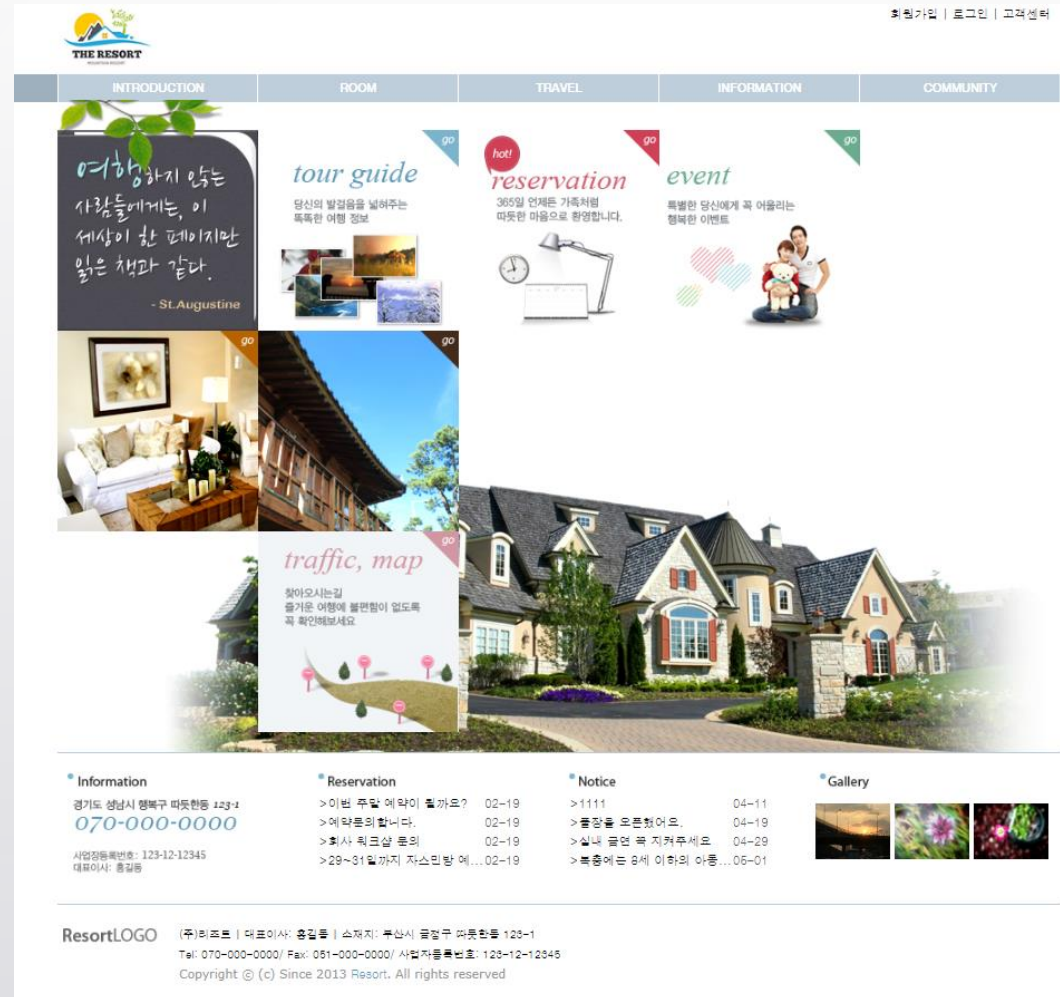 회원가입 | 로그인 | 고객센터
THE RESORT
MOUNTAIN RESORT
INTRODUCTION
ROOM
TRAVEL
INFORMATION
COMMUNITY
여행하지 않는
사람들에게는, 이
세상이 한 페이지만
읽은 책과 같다.
- St.Augustine
go
tour guide
당신의 발걸음을 넓혀주는
똑똑한 여행 정보
go
hot!
reservation
365일 언제든 가족처럼
따뜻한 마음으로 환영합니다.
go
event
특별한 당신에게 꼭 어울리는
행복한 이벤트
go
go
go
traffic, map
찾아오시는길
즐거운 여행에 불편함이 없도록
꼭 확인해보세요
Information
경기도 성남시 행복구 따듯한동 123-1
070-000-0000
사업장등록번호: 123-12-12345
대표이사: 홍길동
Reservation
>이번 주말 예약이 될까요? 02-19
>예약문의합니다. 02-19
>회사 워크샵 문의 02-19
>29~31일까지 자스민방 예...02-19
Notice
>1111 04-11
>풀장을 오픈했어요. 04-19
>실내 금연 꼭 지켜주세요 04-29
>복층에는 8세 이하의 아동...05-01
Gallery
ResortLOGO
(주)리조트 | 대표이사: 홍길동 | 소재지: 부산시 금정구 따뜻한동 123-1
Tel: 070-000-0000/ Fax: 051-000-0000/ 사업자등록번호: 123-12-12345
Copyright ⓒ (c) Since 2013 Resort. All rights reserved